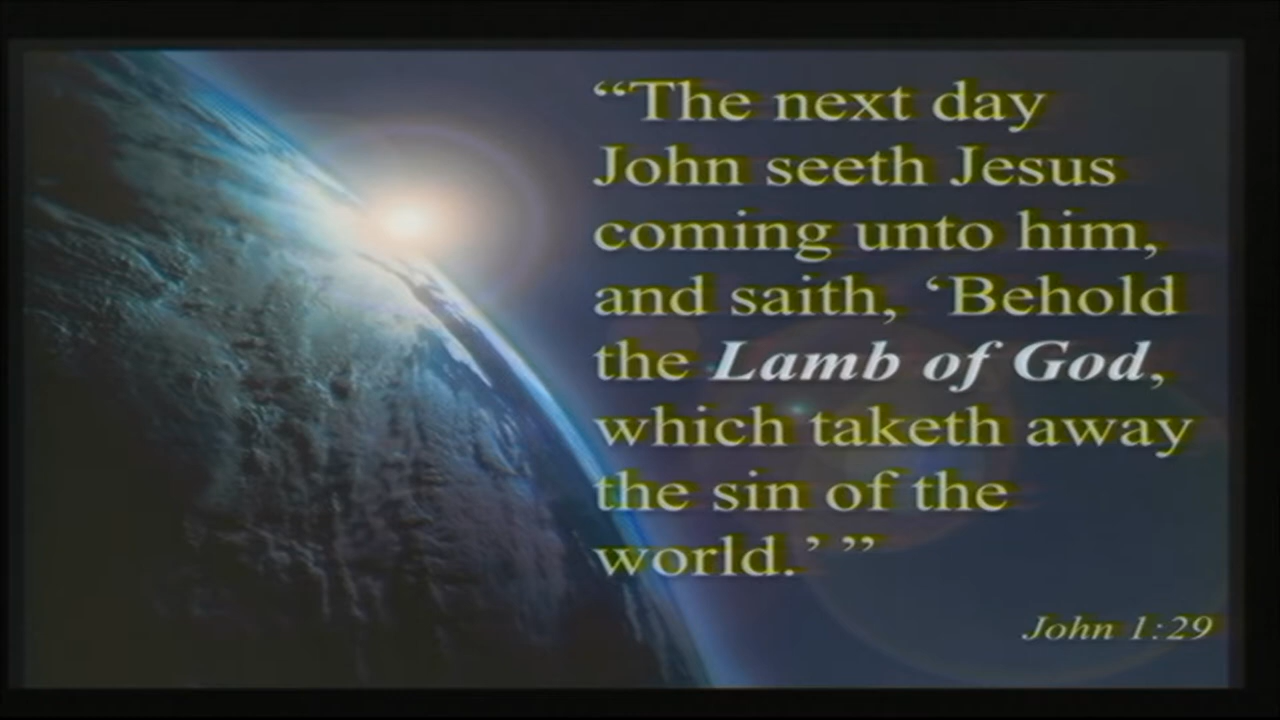 “The next day
John seeth Jesus
coming unto him,
and saith, ‘Behold
the Lamb of God,
which taketh away
the sin of the
world.’ ”
John 1:29